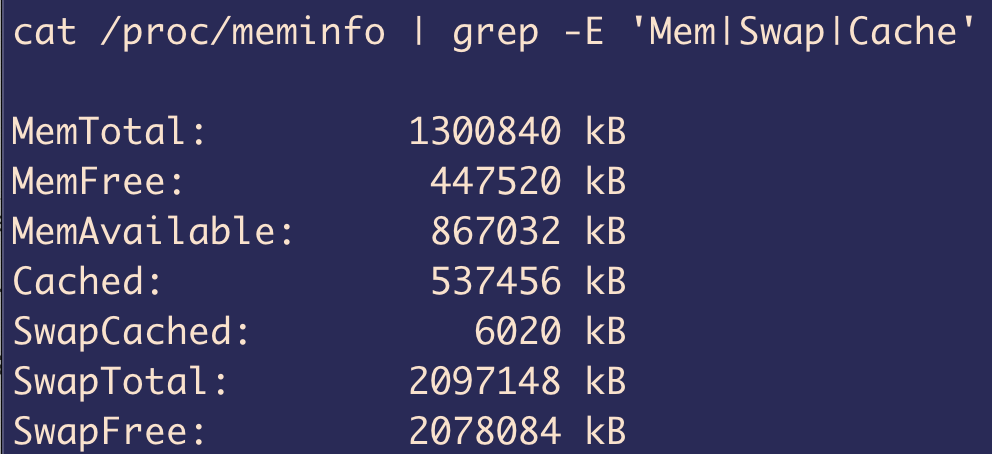 cat /proc/meminfo | grep -E 'Mem|Swap|Cache'
MemTotal:         1300840 kB
MemFree:           447520 kB
MemAvailable:      867032 kB
Cached:            537456 kB
SwapCached:          6020 kB
SwapTotal:        2097148 kB
SwapFree:         2078084 kB